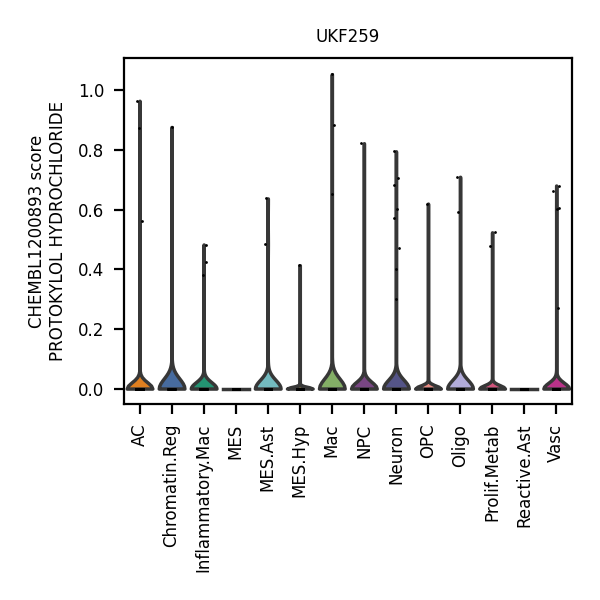 UKF259
CHEMBL1200893 score
PROTOKYLOL HYDROCHLORIDE
1.0
0.8
0.6
0.4
0.2
0.0
AC
Chromatin.Reg
Inflammatory.Mac
MES
MES.Ast
MES.Hyp
Mac
NPC
Neuron
OPC
Oligo
Prolif.Metab
Reactive.Ast
Vasc